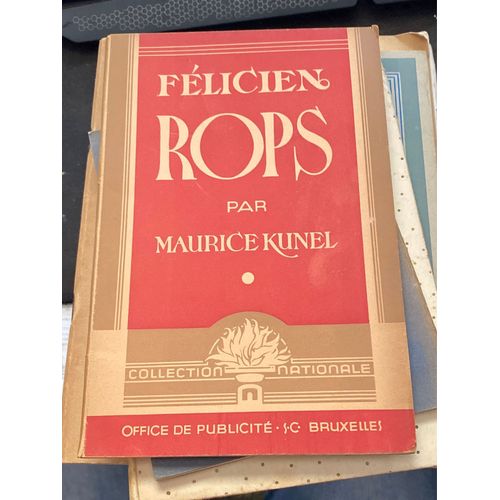 FÉLICIEN
ROPS
PAR
MAURICE KUNEL
COLLECTION NATIONALE
OFFICE DE PUBLICITÉ · S·C· BRUXELLES